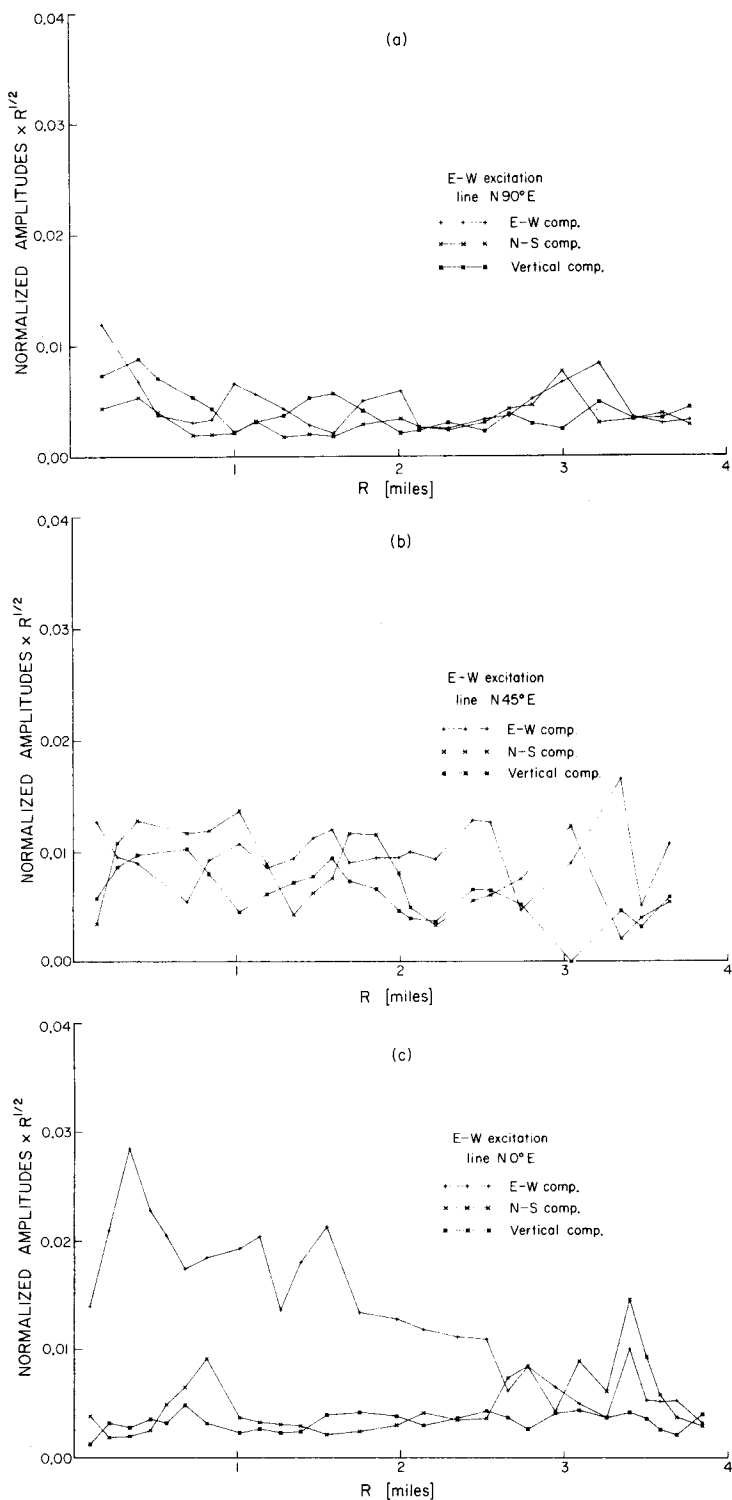 (a)
NORMALIZED AMPLITUDES × R^1/2
0.04
0.03
0.02
0.01
0.00
E-W excitation
line N90°E
E-W comp.
N-S comp.
Vertical comp.
1
2
3
4
R [miles]
(b)
NORMALIZED AMPLITUDES × R^1/2
0.04
0.03
0.02
0.01
0.00
E-W excitation
line N45°E
E-W comp.
N-S comp.
Vertical comp.
1
2
3
4
R [miles]
(c)
NORMALIZED AMPLITUDES × R^1/2
0.04
0.03
0.02
0.01
0.00
E-W excitation
line N0°E
E-W comp.
N-S comp.
Vertical comp.
1
2
3
4
R [miles]